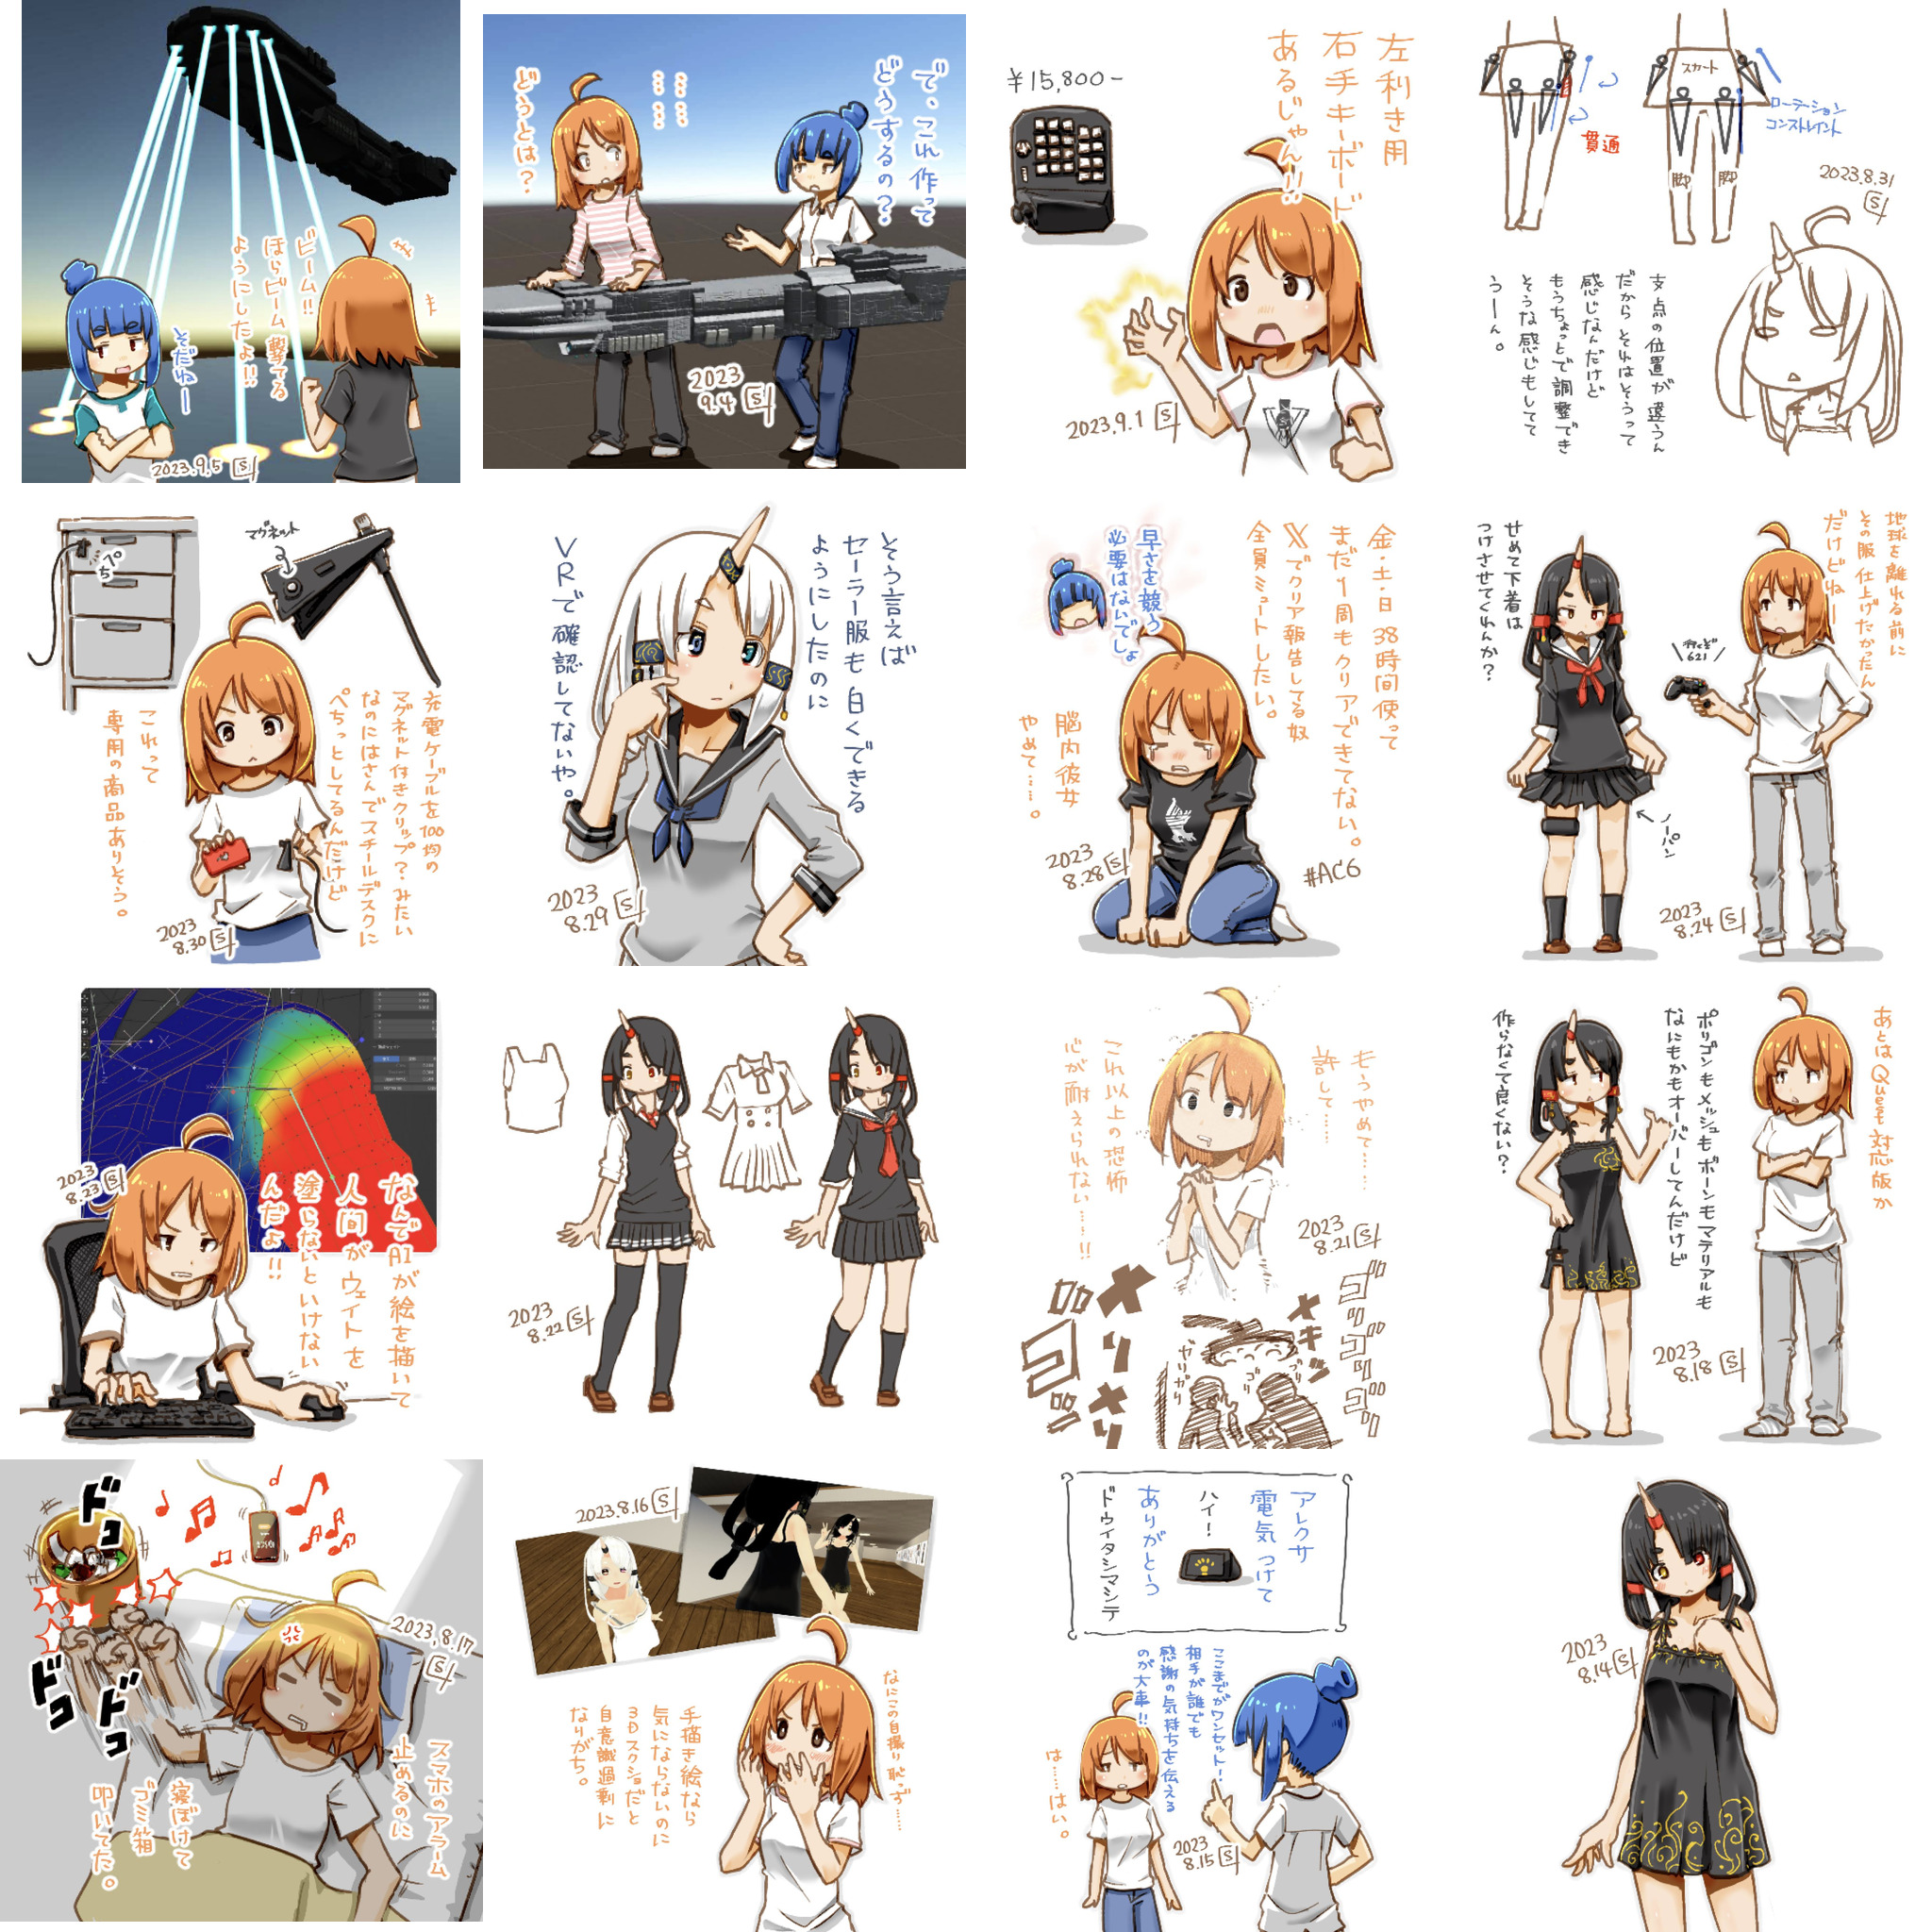 ビーム!!
ほらビーム撃てる
ようにしたよ!!
そだねー
2023.9.5 S
で、これ作って
どうするの?
……
……
どうとは?
2023
9.4 S
左利き用
右手キーボード
あるじゃん!!
¥15,800-
2023.9.1 S
スカート
ローテーション
コンストレイント
貫通
脚
脚
2023.8.31
S
支点の位置が違うん
だからそれはそうって
感じなんだけど
もうちょっとで調整でき
そうな感じもしてて
うーん。
マグネット
ぺち
充電ケーブルを100均の
マグネット付きクリップ?みたい
なのにはさんでスチールデスクに
ぺちっとしてるんだけど
これって
専用の商品ありそう。
2023
8.30 S
そう言えば
セーラー服も白くできる
ようにしたのに
VRで確認してないや。
2023
8.29 S
金・土・日 38時間使って
まだ1周もクリアできてない。
Xでクリア報告してる奴
全員ミュートしたい。
早さを競う
必要はないでしょ
脳内彼女
やめて……。
2023
8.28 S
#AC6
地球を離れる前に
その服仕上げたかったん
だけどねー
行くぞ
621
せめて下着は
つけさせてくれんか?
ノーパン
2023
8.24 S
2023
8.23 S
なんでAIが絵を描いて
人間がウェイトを
塗らないといけない
んだよ!!
2023
8.22 S
もうやめて……
許して……
これ以上の恐怖
心が耐えられない……!!
2023
8.21 S
メリメリ
メキッ
ガリガリ
ゴリゴリ
あとはQuest対応版か
ポリゴンもメッシュもボーンもマテリアルも
なにもかもオーバーしてんだけど
作らなくて良くない?
2023
8.18 S
ドコ
ドコ
ドコ
2023.8.17
S
スマホのアラーム
止めるのに
寝ぼけて
ゴミ箱
叩いてた。
2023.8.16 S
なにこの自撮り恥っず……
手描き絵なら
気にならないのに
3Dスクショだと
自意識過剰に
なりがち。
アレクサ
電気つけて
ハイ!
ありがとう
ドウイタシマシテ
ここまでがワンセット!
相手が誰でも
感謝の気持ちを伝える
のが大事!!
は……はい。
2023
8.15 S
2023
8.14 S